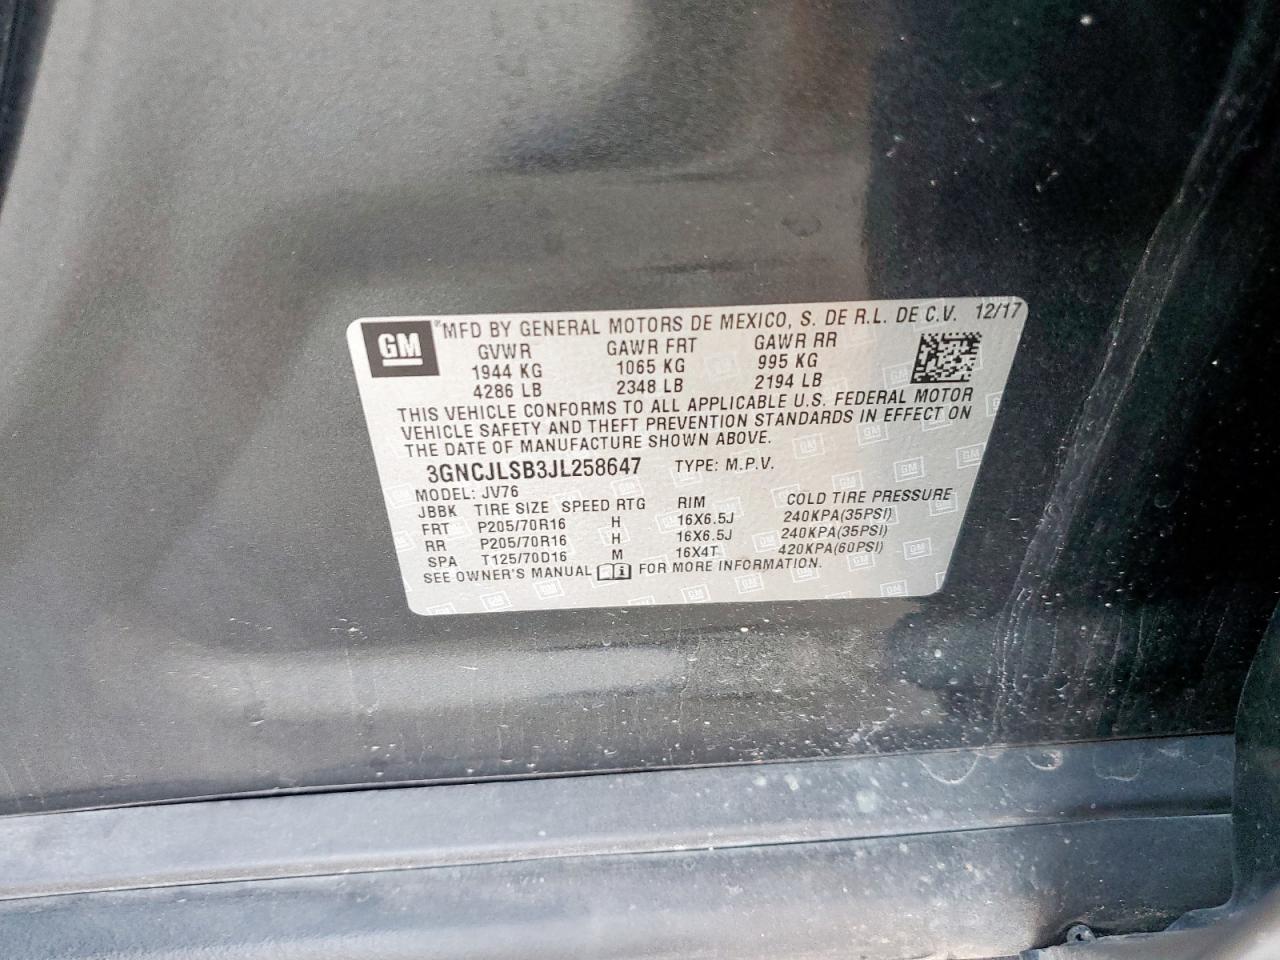 GM ®MFD BY GENERAL MOTORS DE MEXICO, S. DE R.L. DE C.V. 12/17
GVWR GAWR FRT GAWR RR
1944 KG 1065 KG 995 KG
4286 LB 2348 LB 2194 LB
THIS VEHICLE CONFORMS TO ALL APPLICABLE U.S. FEDERAL MOTOR
VEHICLE SAFETY AND THEFT PREVENTION STANDARDS IN EFFECT ON
THE DATE OF MANUFACTURE SHOWN ABOVE.
3GNCJLSB3JL258647 TYPE: M.P.V.
MODEL: JV76
JBBK TIRE SIZE SPEED RTG RIM COLD TIRE PRESSURE
FRT P205/70R16 H 16X6.5J 240KPA(35PSI)
RR P205/70R16 H 16X6.5J 240KPA(35PSI)
SPA T125/70D16 M 16X4T 420KPA(60PSI)
SEE OWNER'S MANUAL FOR MORE INFORMATION.